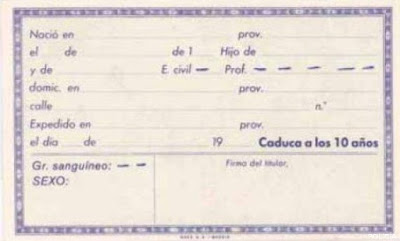 Nació en prov.
el de de 1 Hijo de
y de E. civil — Prof. — — — — —
domic. en prov.
calle n.°
Expedido en prov.
el día de 19 Caduca a los 10 años
Gr. sanguíneo: — — Firma del titular,
SEXO: